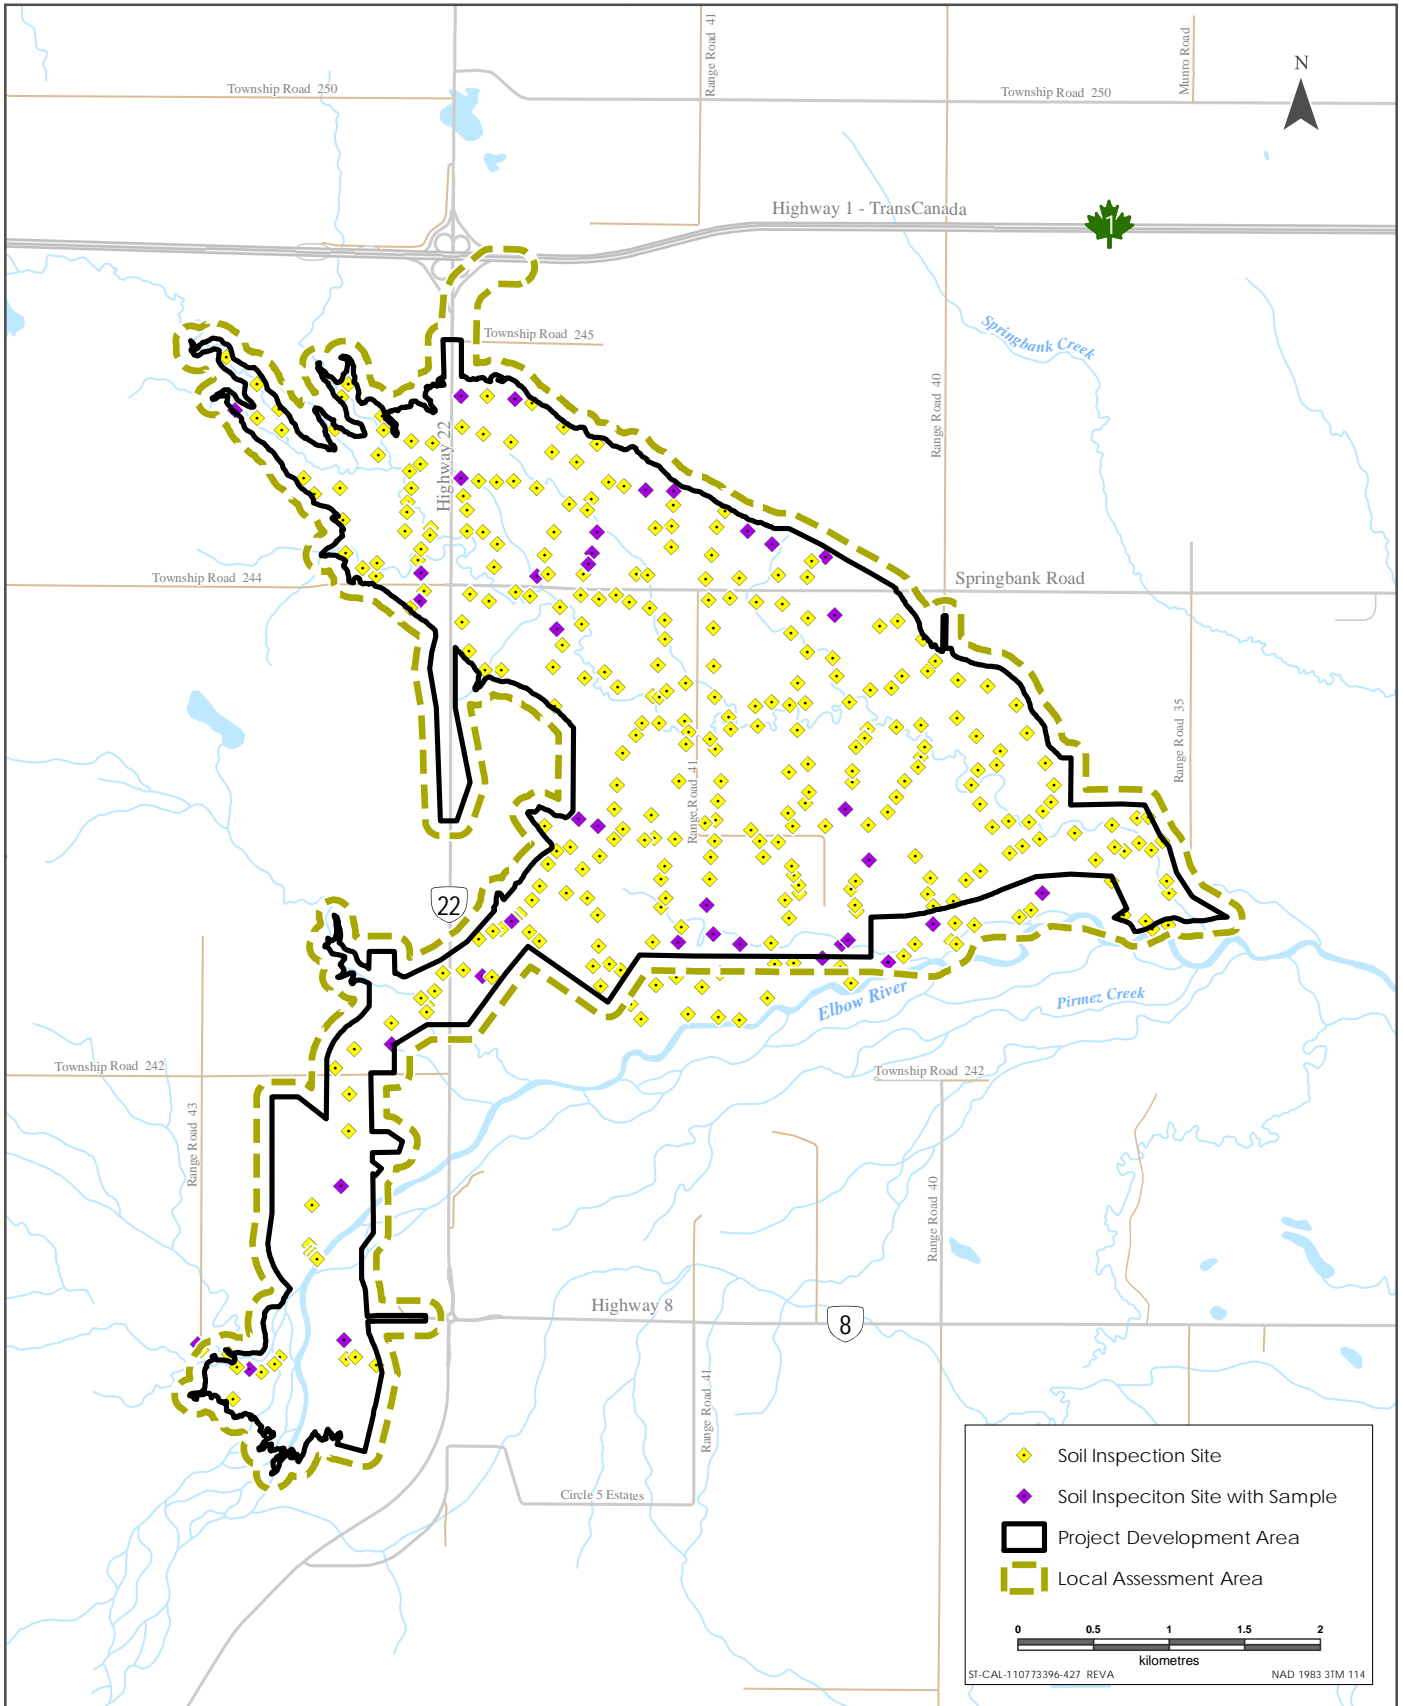 Range Road 41
Munro Road
N
Township Road 250
Township Road 250
Highway 1 - TransCanada
1
Springbank Creek
Township Road 245
Range Road 40
Highway 22
Township Road 244
Springbank Road
Range Road 35
Range Road 41
22
Elbow River
Pirmez Creek
Township Road 242
Township Road 242
Range Road 43
Range Road 40
Highway 8
8
Range Road 41
Circle 5 Estates
Soil Inspection Site
Soil Inspeciton Site with Sample
Project Development Area
Local Assessment Area
0 0.5 1 1.5 2
kilometres
ST-CAL-110773396-427 REVA NAD 1983 3TM 114